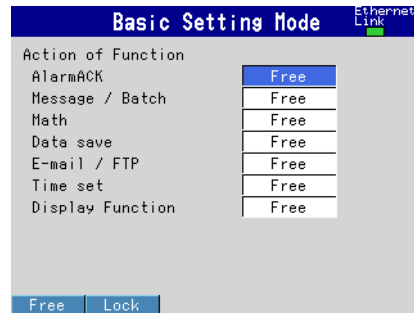 Basic Setting Mode
Ethernet
Link
Action of Function
AlarmACK Free
Message / Batch Free
Math Free
Data save Free
E-mail / FTP Free
Time set Free
Display Function Free
Free Lock